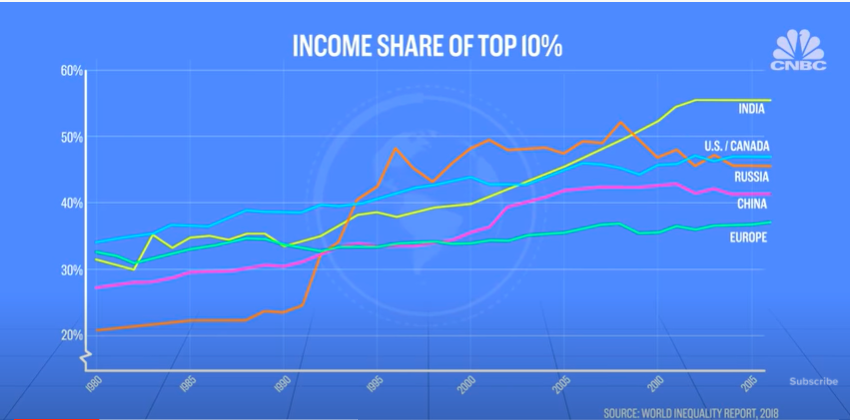 INCOME SHARE OF TOP 10%
CNBC
60%
50%
40%
30%
20%
INDIA
U.S. / CANADA
RUSSIA
CHINA
EUROPE
1980
1985
1990
1995
2000
2005
2010
2015
Subscribe
SOURCE: WORLD INEQUALITY REPORT, 2018